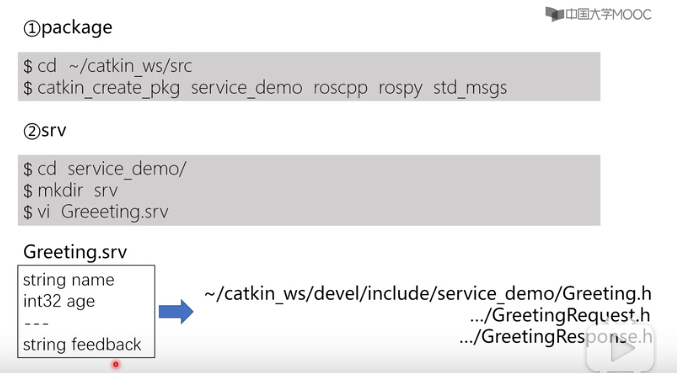 中国大学MOOC
①package
$ cd ~/catkin_ws/src
$ catkin_create_pkg service_demo roscpp rospy std_msgs
②srv
$ cd service_demo/
$ mkdir srv
$ vi Greeeting.srv
Greeting.srv
string name
int32 age
---
string feedback
~/catkin_ws/devel/include/service_demo/Greeting.h
.../GreetingRequest.h
.../GreetingResponse.h